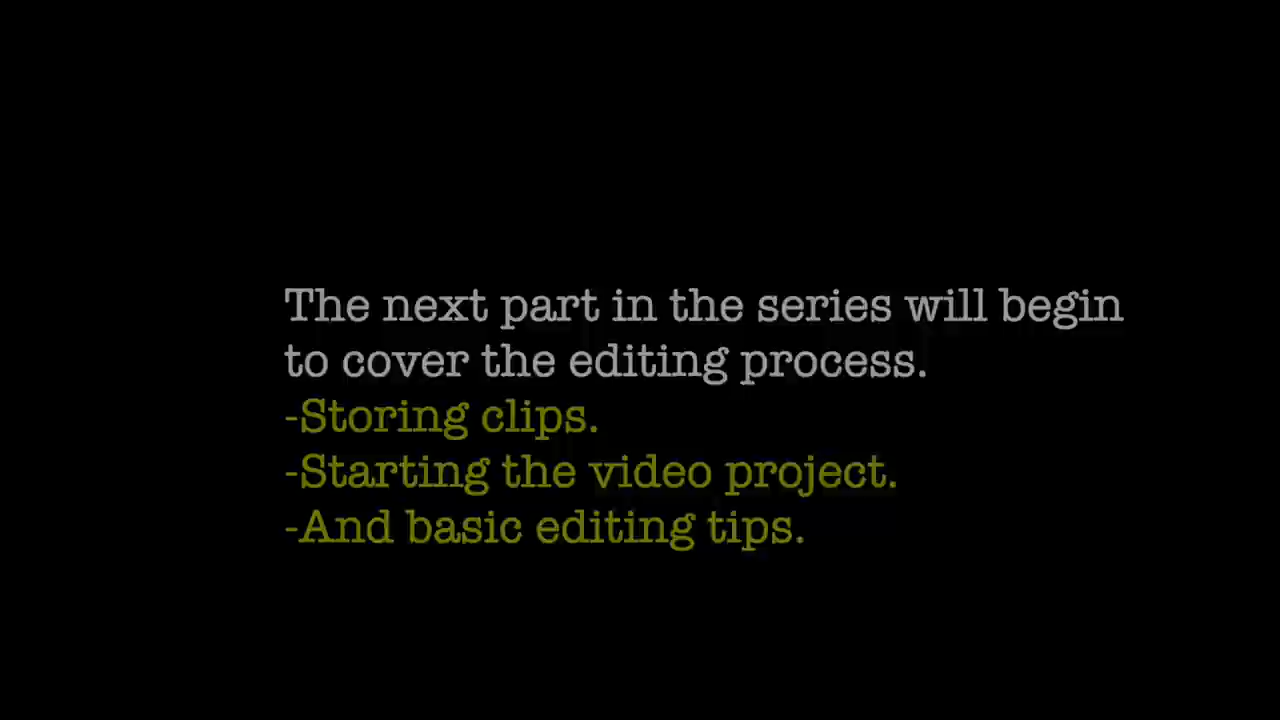 The next part in the series will begin
to cover the editing process.
-Storing clips.
-Starting the video project.
-And basic editing tips.